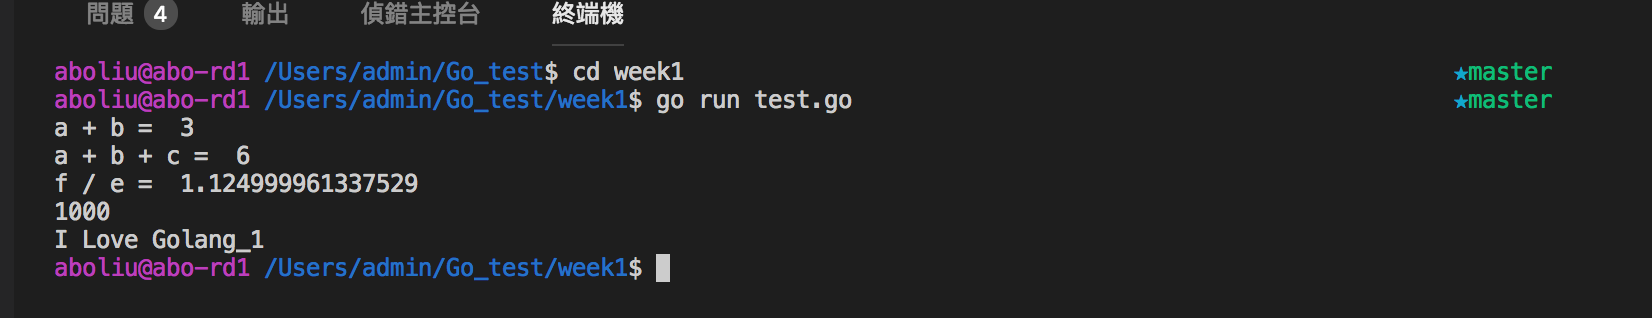 問題 4 輸出 偵錯主控台 終端機
aboliu@abo-rd1 /Users/admin/Go_test$ cd week1 ★master
aboliu@abo-rd1 /Users/admin/Go_test/week1$ go run test.go ★master
a + b =  3
a + b + c =  6
f / e =  1.124999961337529
1000
I Love Golang_1
aboliu@abo-rd1 /Users/admin/Go_test/week1$